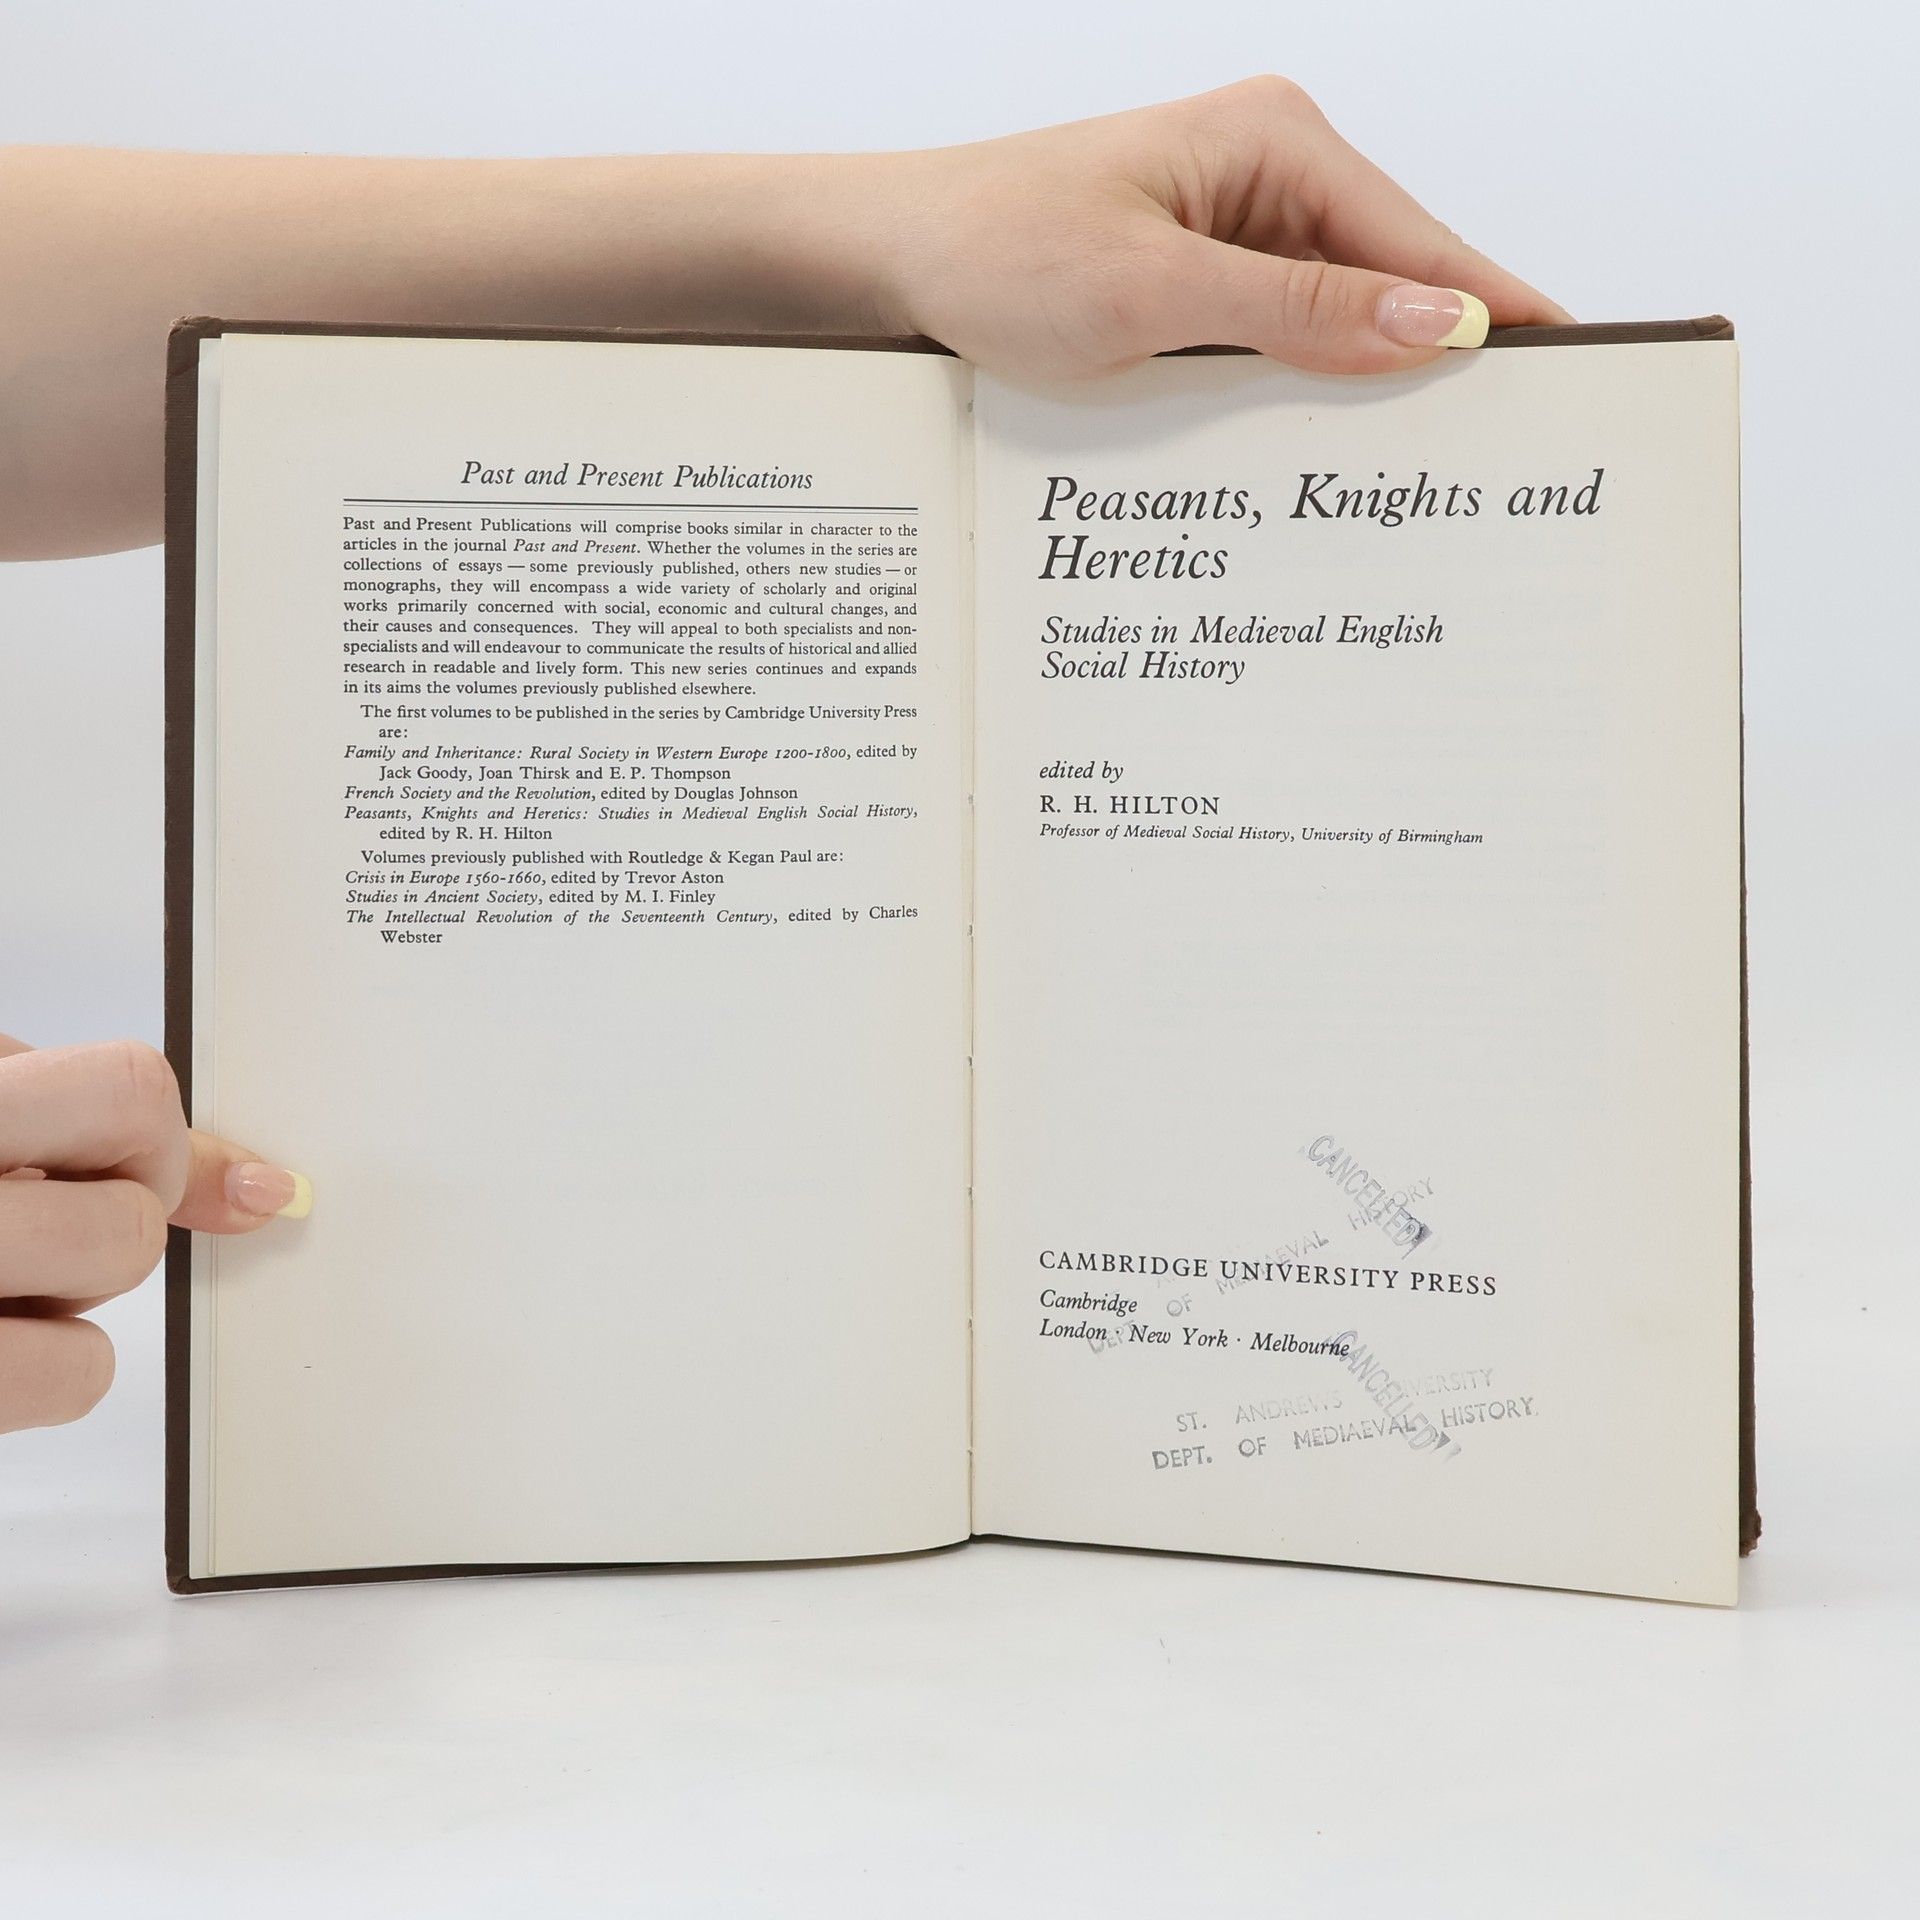 Past and Present Publications
Past and Present Publications will comprise books similar in character to the
articles in the journal Past and Present. Whether the volumes in the series are
collections of essays — some previously published, others new studies — or
monographs, they will encompass a wide variety of scholarly and original
works primarily concerned with social, economic and cultural changes, and
their causes and consequences. They will appeal to both specialists and non-
specialists and will endeavour to communicate the results of historical and allied
research in readable and lively form. This new series continues and expands
in its aims the volumes previously published elsewhere.
The first volumes to be published in the series by Cambridge University Press
are:
Family and Inheritance: Rural Society in Western Europe 1200-1800, edited by
Jack Goody, Joan Thirsk and E. P. Thompson
French Society and the Revolution, edited by Douglas Johnson
Peasants, Knights and Heretics: Studies in Medieval English Social History,
edited by R. H. Hilton
Volumes previously published with Routledge & Kegan Paul are:
Crisis in Europe 1560-1660, edited by Trevor Aston
Studies in Ancient Society, edited by M. I. Finley
The Intellectual Revolution of the Seventeenth Century, edited by Charles
Webster
Peasants, Knights and
Heretics
Studies in Medieval English
Social History
edited by
R. H. HILTON
Professor of Medieval Social History, University of Birmingham
CANCELLED
DEPT. OF MEDIAEVAL HISTORY
CAMBRIDGE UNIVERSITY PRESS
Cambridge
London · New York · Melbourne
CANCELLED
ST. ANDREWS UNIVERSITY
DEPT. OF MEDIAEVAL HISTORY